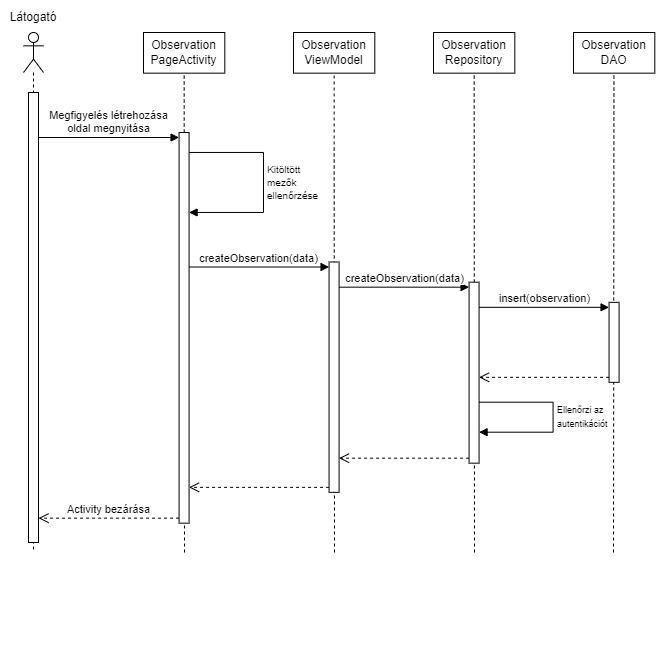 Látogató
Observation
PageActivity
Observation
ViewModel
Observation
Repository
Observation
DAO
Megfigyelés létrehozása
oldal megnyitása
Kitöltött
mezők
ellenőrzése
createObservation(data)
createObservation(data)
insert(observation)
Ellenőrzi az
autentikációt
Activity bezárása